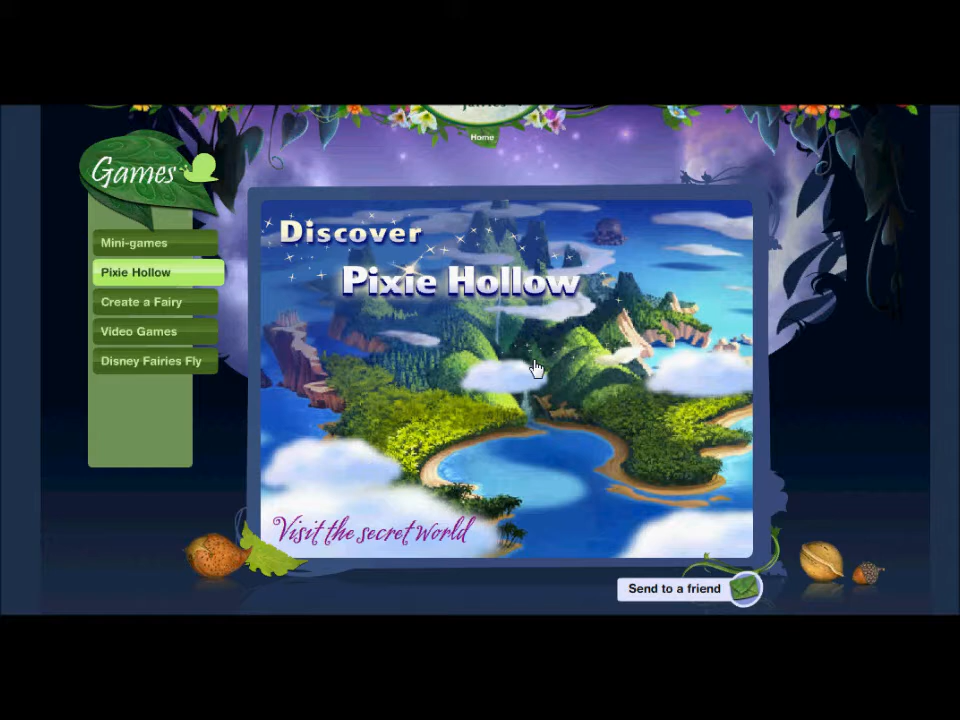 Home
Games
Mini-games
Pixie Hollow
Create a Fairy
Video Games
Disney Fairies Fly
Discover
Pixie Hollow
Visit the secret world
Send to a friend